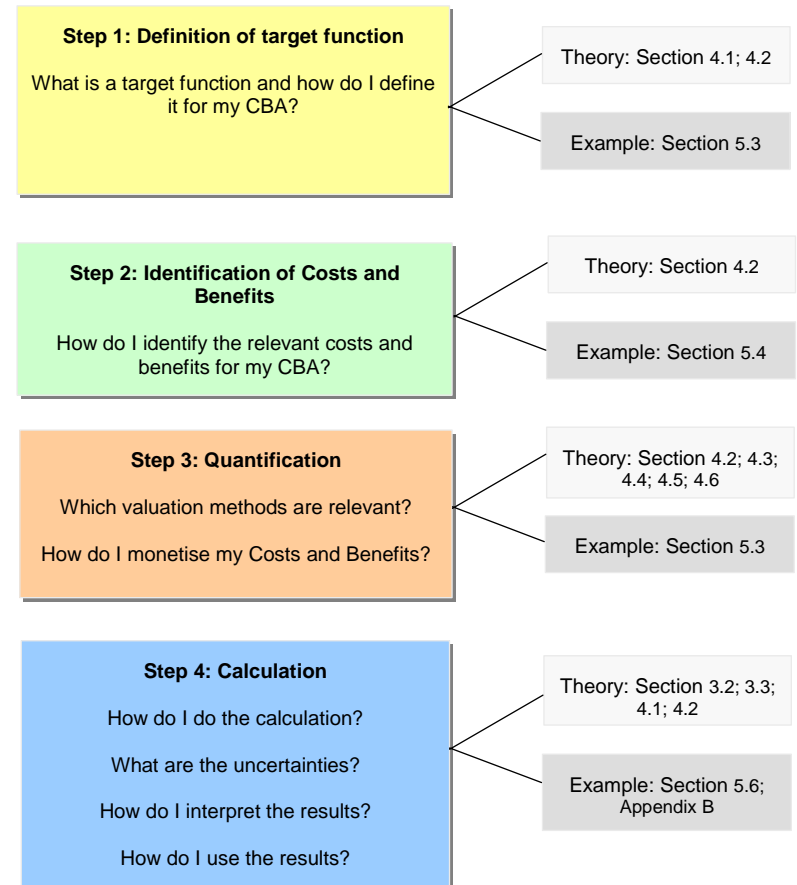 Step 1: Definition of target function
What is a target function and how do I define
it for my CBA?
Theory: Section 4.1; 4.2
Example: Section 5.3
Step 2: Identification of Costs and
Benefits
How do I identify the relevant costs and
benefits for my CBA?
Theory: Section 4.2
Example: Section 5.4
Step 3: Quantification
Which valuation methods are relevant?
How do I monetise my Costs and Benefits?
Theory: Section 4.2; 4.3;
4.4; 4.5; 4.6
Example: Section 5.3
Step 4: Calculation
How do I do the calculation?
What are the uncertainties?
How do I interpret the results?
How do I use the results?
Theory: Section 3.2; 3.3;
4.1; 4.2
Example: Section 5.6;
Appendix B